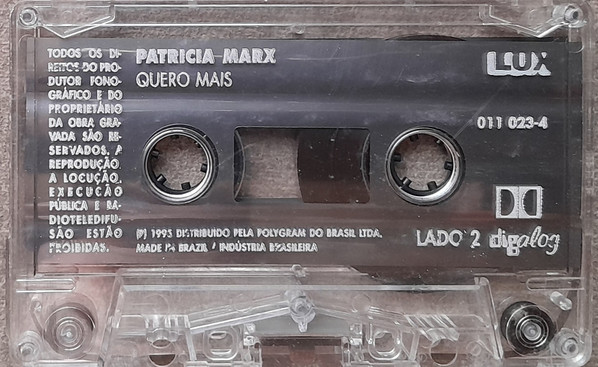 TODOS OS DI-
REITOS DO PRO-
DUTOR FONO-
GRÁFICO E DO
PROPRIETÁRIO
DA OBRA GRA-
VADA SÃO RE-
SERVADOS. A
REPRODUÇÃO
A LOCUÇÃO,
EXECUCÃO
PÚBLICA E RA-
DIOTELEDIFU-
SÃO ESTÃO
PROIBIDAS.
PATRICIA MARX
QUERO MAIS
LUX
011 023-4
(P) 1995 DISTRIBUIDO PELA POLYGRAM DO BRASIL LTDA.
MADE IN BRAZIL / INDÚSTRIA BRASILEIRA
LADO 2 digalog